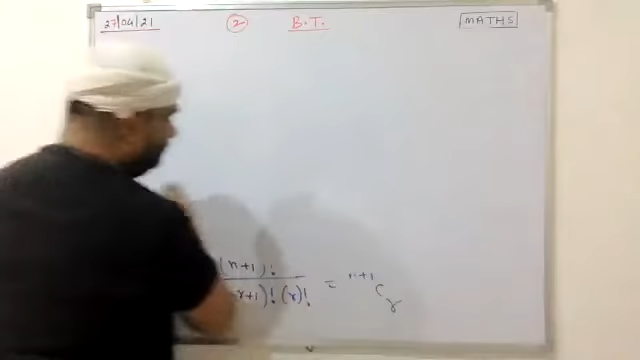 27/04/21 2 B.T. MATHS
(n+1)! / -r+1)! (r)! = n+1Cr